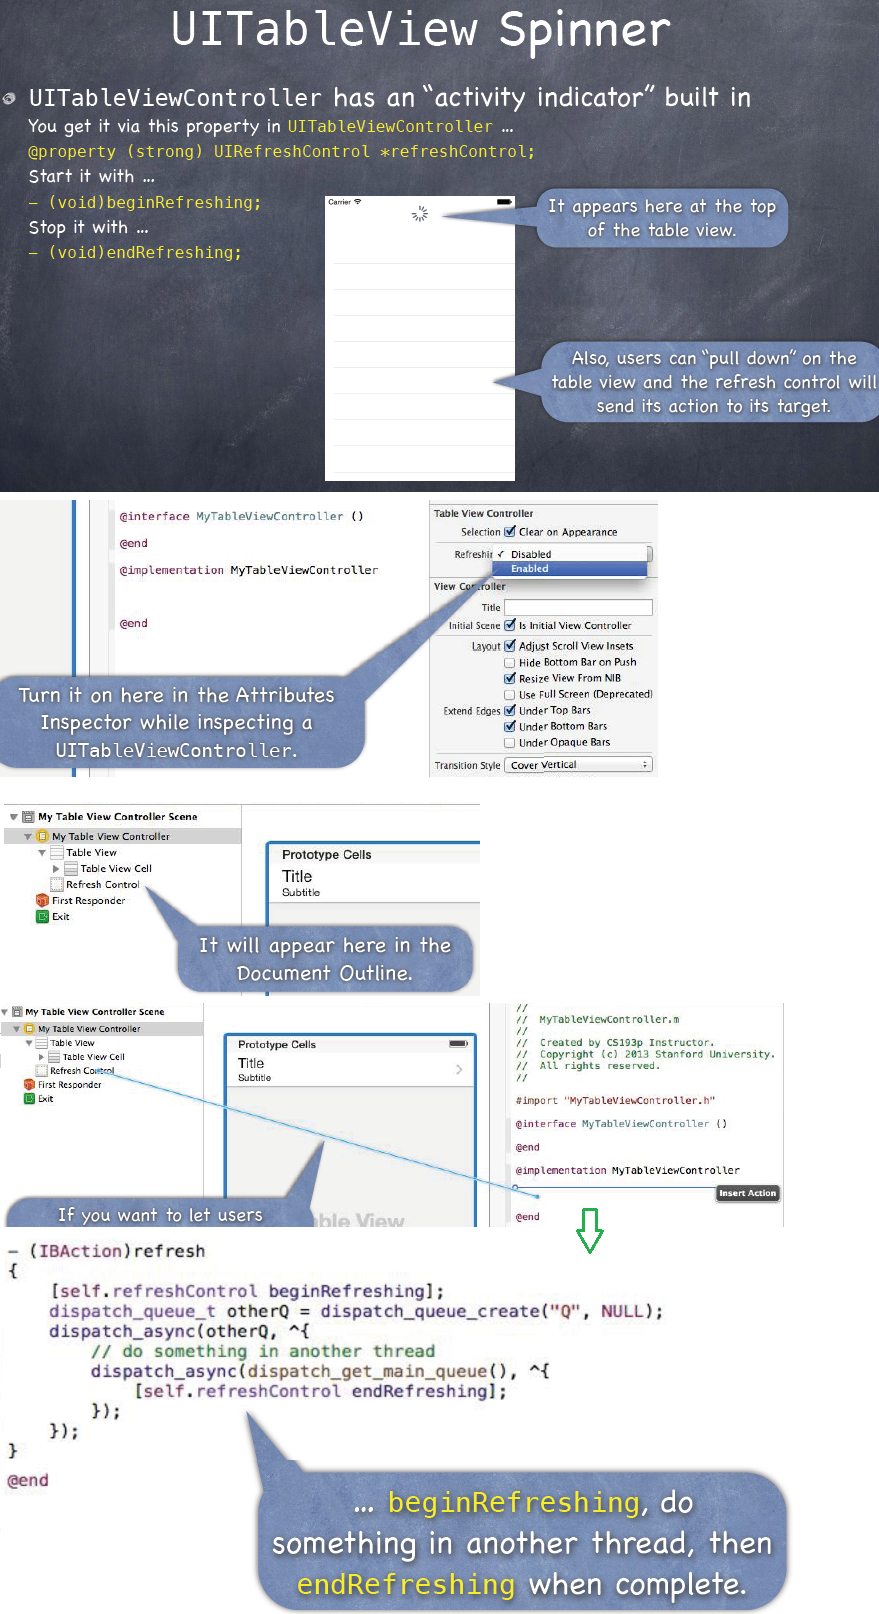 UITableView Spinner
UITableViewController has an “activity indicator” built in
You get it via this property in UITableViewController ...
@property (strong) UIRefreshControl *refreshControl;
Start it with ...
– (void)beginRefreshing;
Stop it with ...
– (void)endRefreshing;
Carrier
It appears here at the top
of the table view.
Also, users can “pull down” on the
table view and the refresh control will
send its action to its target.
@interface MyTableViewController ()
@end
@implementation MyTableViewController
@end
Table View Controller
Selection Clear on Appearance
Refreshin ✓ Disabled
Enabled
View Controller
Title
Initial Scene Is Initial View Controller
Layout Adjust Scroll View Insets
Hide Bottom Bar on Push
Resize View From NIB
Use Full Screen (Deprecated)
Extend Edges Under Top Bars
Under Bottom Bars
Under Opaque Bars
Transition Style Cover Vertical
Turn it on here in the Attributes
Inspector while inspecting a
UITableViewController.
My Table View Controller Scene
My Table View Controller
Table View
Table View Cell
Refresh Control
First Responder
Exit
Prototype Cells
Title
Subtitle
It will appear here in the
Document Outline.
My Table View Controller Scene
My Table View Controller
Table View
Table View Cell
Refresh Control
First Responder
Exit
Prototype Cells
Title
Subtitle
ble View
If you want to let users
//
// MyTableViewController.m
//
// Created by CS193p Instructor.
// Copyright (c) 2013 Stanford University.
// All rights reserved.
//
#import "MyTableViewController.h"
@interface MyTableViewController ()
@end
@implementation MyTableViewController
Insert Action
@end
– (IBAction)refresh
{
[self.refreshControl beginRefreshing];
dispatch_queue_t otherQ = dispatch_queue_create("Q", NULL);
dispatch_async(otherQ, ^{
// do something in another thread
dispatch_async(dispatch_get_main_queue(), ^{
[self.refreshControl endRefreshing];
});
});
}
@end
... beginRefreshing, do
something in another thread, then
endRefreshing when complete.